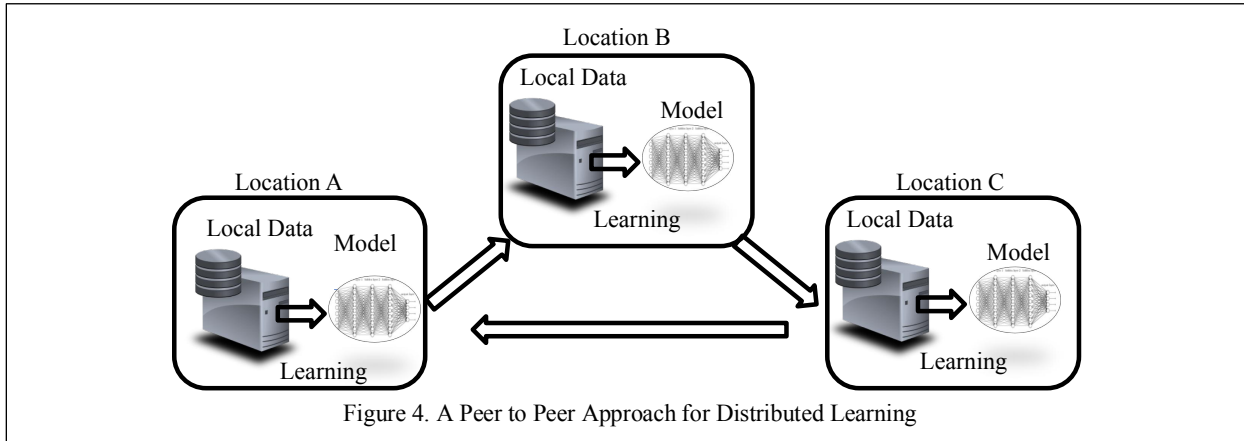 Location B
Local Data
Model
Learning
Location A
Local Data
Model
Learning
Location C
Local Data
Model
Learning
Figure 4. A Peer to Peer Approach for Distributed Learning